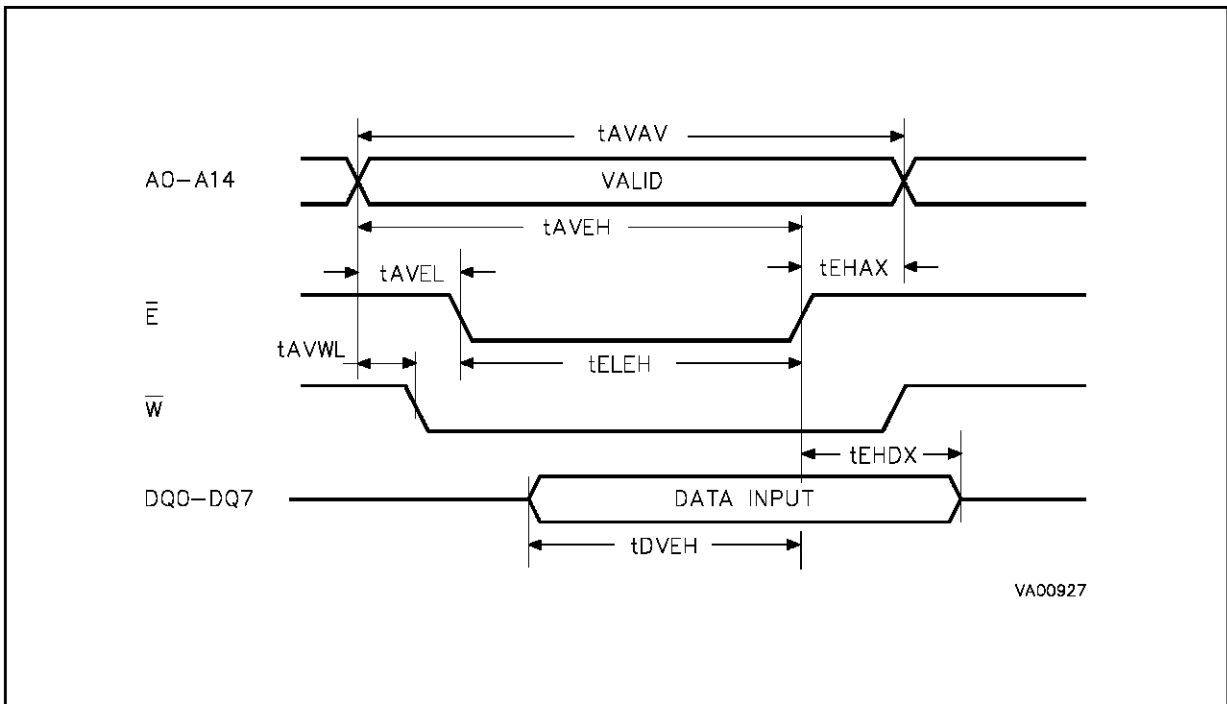 tAVAV
A0-A14
VALID
tAVEH
tAVEL
tEHAX
E̅
tAVWL
tELEH
W̅
tEHDX
DQ0-DQ7
DATA INPUT
tDVEH
VA00927